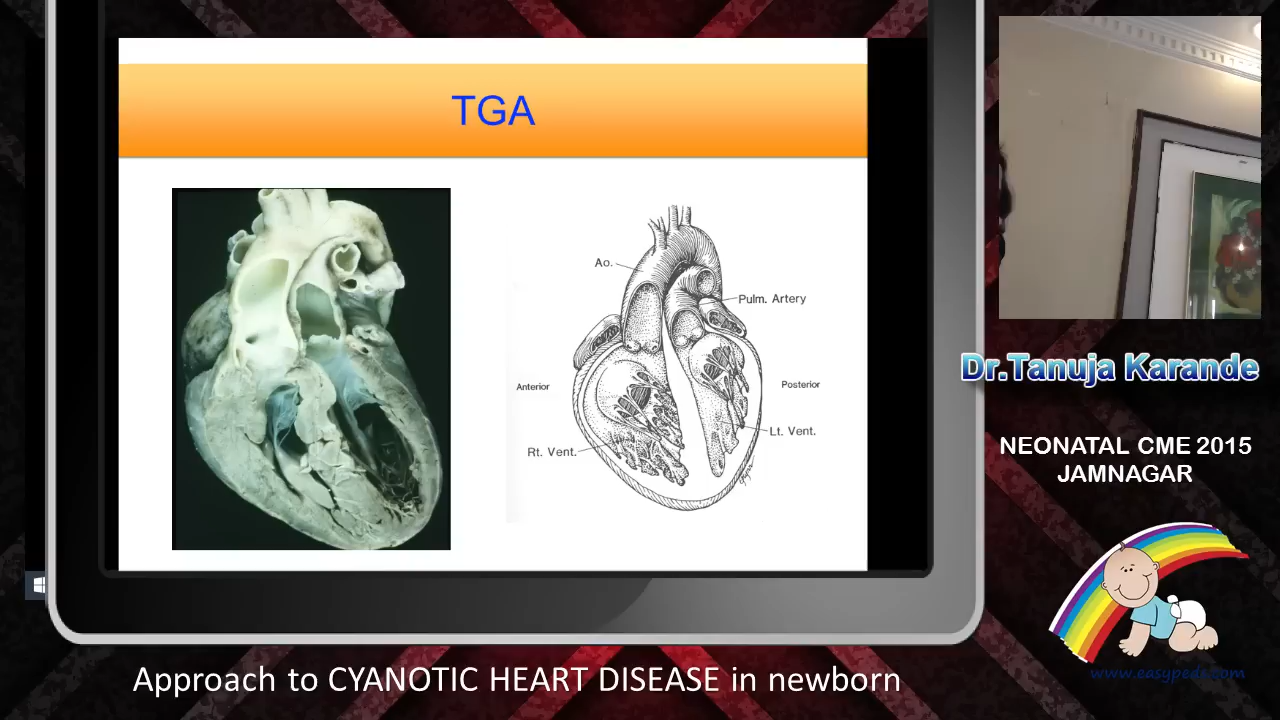 TGA
Ao.
Pulm. Artery
Anterior
Posterior
Lt. Vent.
Rt. Vent.
Dr.Tanuja Karande
NEONATAL CME 2015
JAMNAGAR
www.easypeds.com
Approach to CYANOTIC HEART DISEASE in newborn